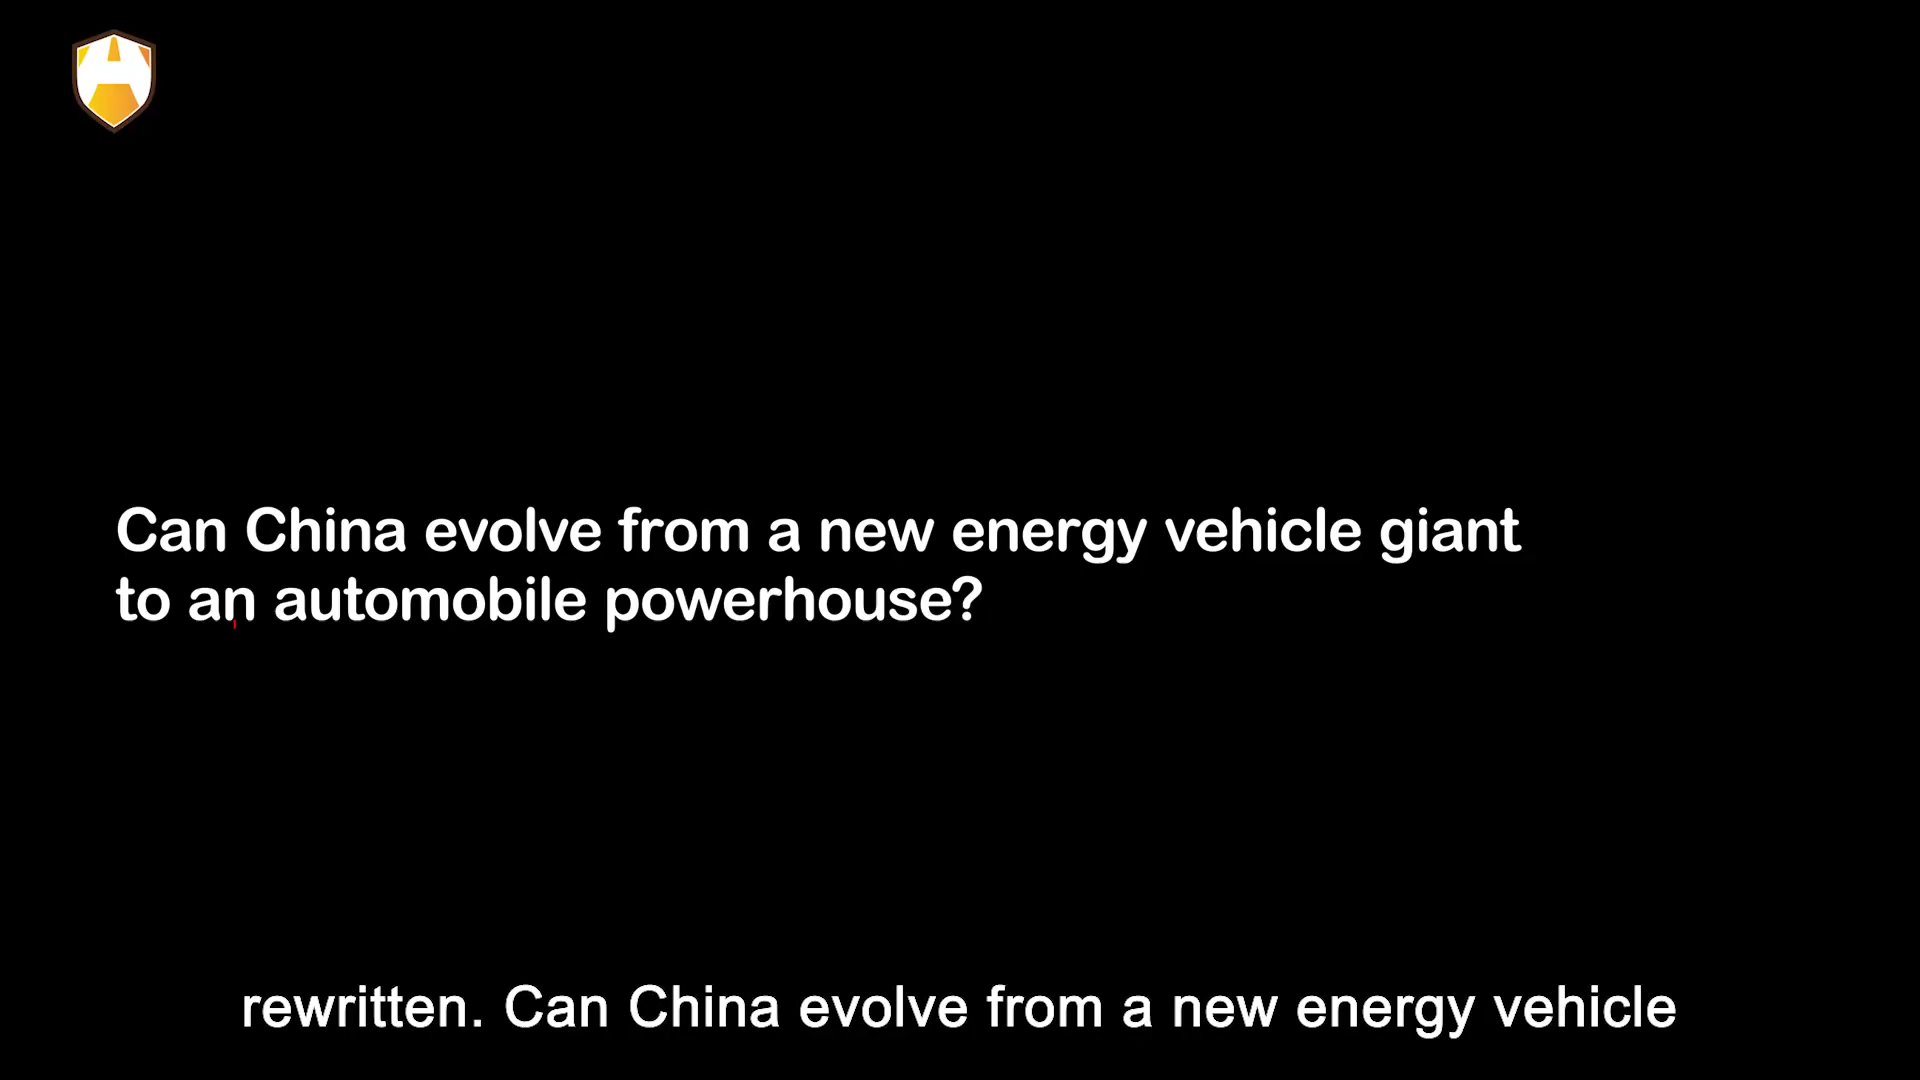 Can China evolve from a new energy vehicle giant
to an automobile powerhouse?
rewritten. Can China evolve from a new energy vehicle